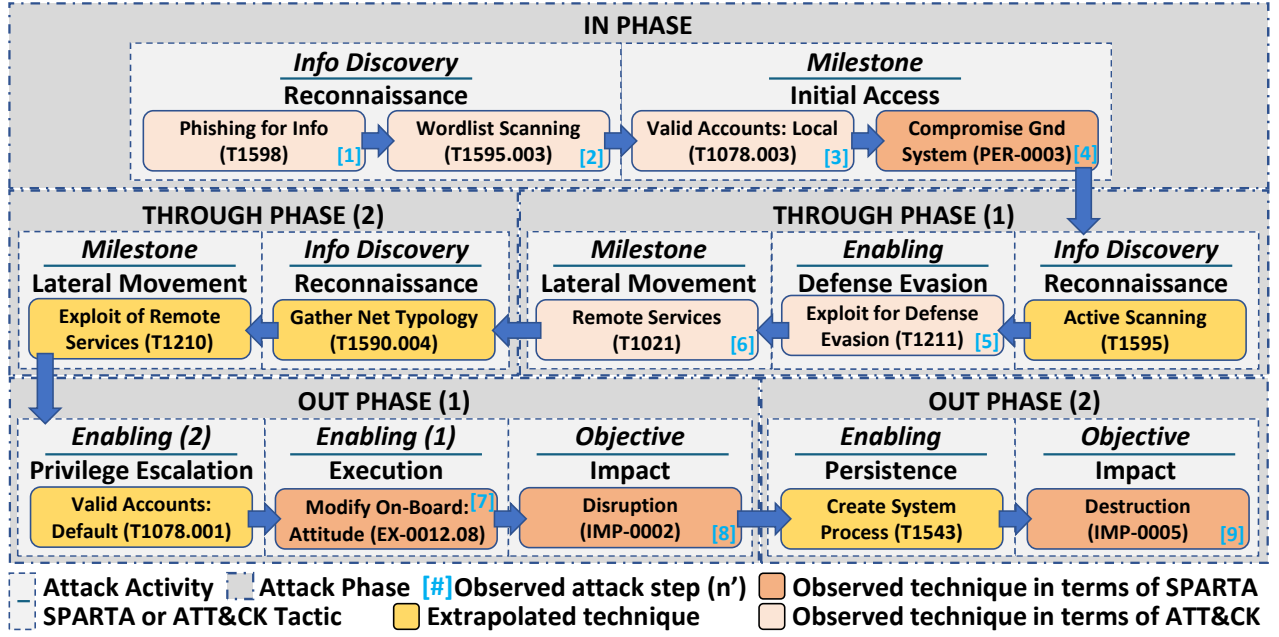 IN PHASE
Info Discovery
Reconnaissance
Phishing for Info
(T1598)
[1]
Wordlist Scanning
(T1595.003)
[2]
Milestone
Initial Access
Valid Accounts: Local
(T1078.003)
[3]
Compromise Gnd
System (PER-0003)
[4]
THROUGH PHASE (2)
Milestone
Lateral Movement
Exploit of Remote
Services (T1210)
Info Discovery
Reconnaissance
Gather Net Typology
(T1590.004)
THROUGH PHASE (1)
Milestone
Lateral Movement
Remote Services
(T1021)
[6]
Enabling
Defense Evasion
Exploit for Defense
Evasion (T1211)
[5]
Info Discovery
Reconnaissance
Active Scanning
(T1595)
OUT PHASE (1)
Enabling (2)
Privilege Escalation
Valid Accounts:
Default (T1078.001)
Enabling (1)
Execution
Modify On-Board:
Attitude (EX-0012.08)
[7]
Objective
Impact
Disruption
(IMP-0002)
[8]
OUT PHASE (2)
Enabling
Persistence
Create System
Process (T1543)
Objective
Impact
Destruction
(IMP-0005)
[9]
Attack Activity
Attack Phase
[#]Observed attack step (n’)
Observed technique in terms of SPARTA
SPARTA or ATT&CK Tactic
Extrapolated technique
Observed technique in terms of ATT&CK